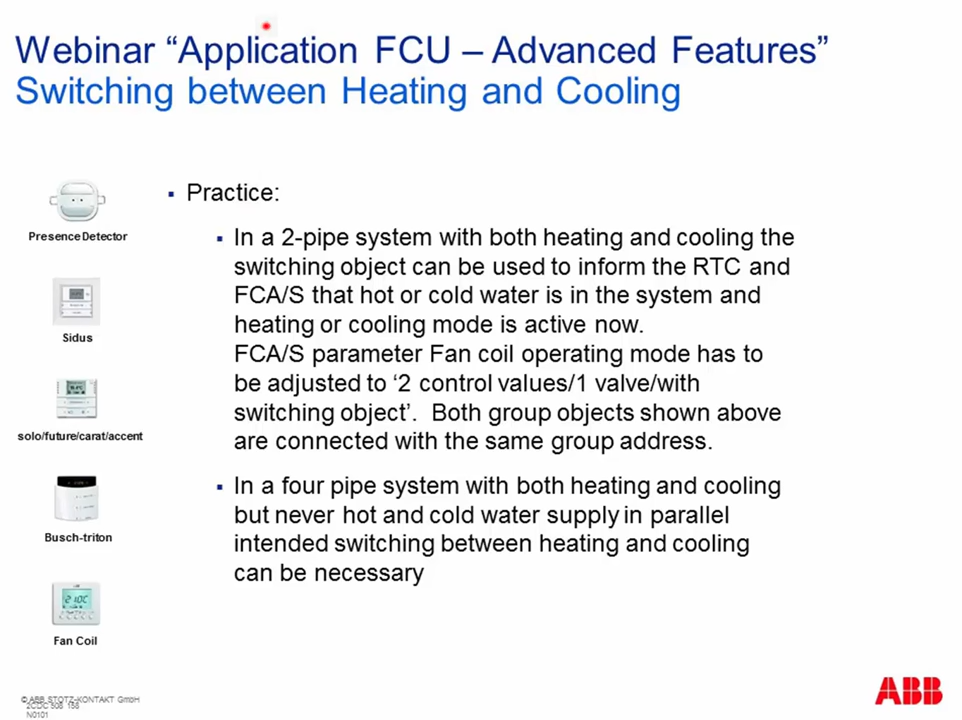 Webinar “Application FCU – Advanced Features”
Switching between Heating and Cooling
▪ Practice:
▪ In a 2-pipe system with both heating and cooling the
switching object can be used to inform the RTC and
FCA/S that hot or cold water is in the system and
heating or cooling mode is active now.
FCA/S parameter Fan coil operating mode has to
be adjusted to ‘2 control values/1 valve/with
switching object’. Both group objects shown above
are connected with the same group address.
▪ In a four pipe system with both heating and cooling
but never hot and cold water supply in parallel
intended switching between heating and cooling
can be necessary
Presence Detector
Sidus
solo/future/carat/accent
Busch-triton
Fan Coil
© ABB STOTZ-KONTAKT GmbH
2CDC 508 158
N0101
ABB